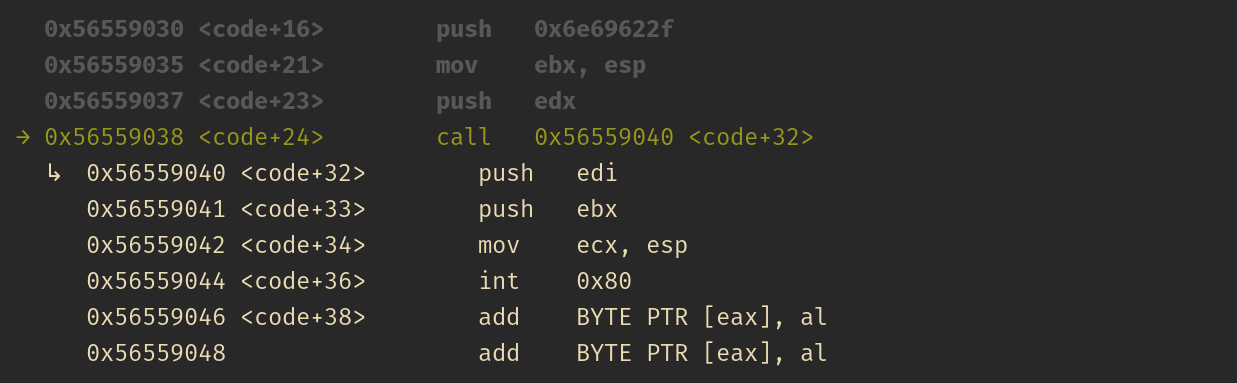 0x56559030 <code+16> push 0x6e69622f
0x56559035 <code+21> mov ebx, esp
0x56559037 <code+23> push edx
→ 0x56559038 <code+24> call 0x56559040 <code+32>
↳ 0x56559040 <code+32> push edi
0x56559041 <code+33> push ebx
0x56559042 <code+34> mov ecx, esp
0x56559044 <code+36> int 0x80
0x56559046 <code+38> add BYTE PTR [eax], al
0x56559048 add BYTE PTR [eax], al